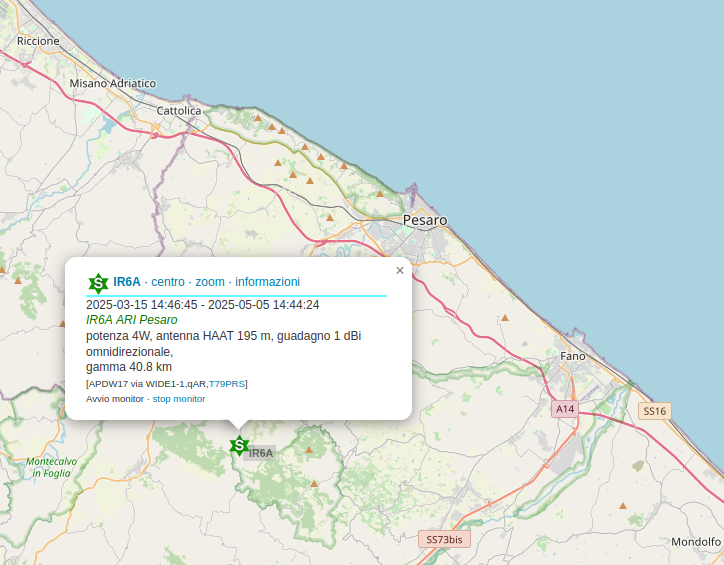 Riccione
Misano Adriatico
Cattolica
Pesaro
×
S IR6A · centro · zoom · informazioni
2025-03-15 14:46:45 - 2025-05-05 14:44:24
IR6A ARI Pesaro
potenza 4W, antenna HAAT 195 m, guadagno 1 dBi
omnidirezionale,
gamma 40.8 km
[APDW17 via WIDE1-1,qAR,T79PRS]
Avvio monitor · stop monitor
Fano
A14
SS16
S IR6A
Montecalvo
in Foglia
SS73bis
Mondolfo